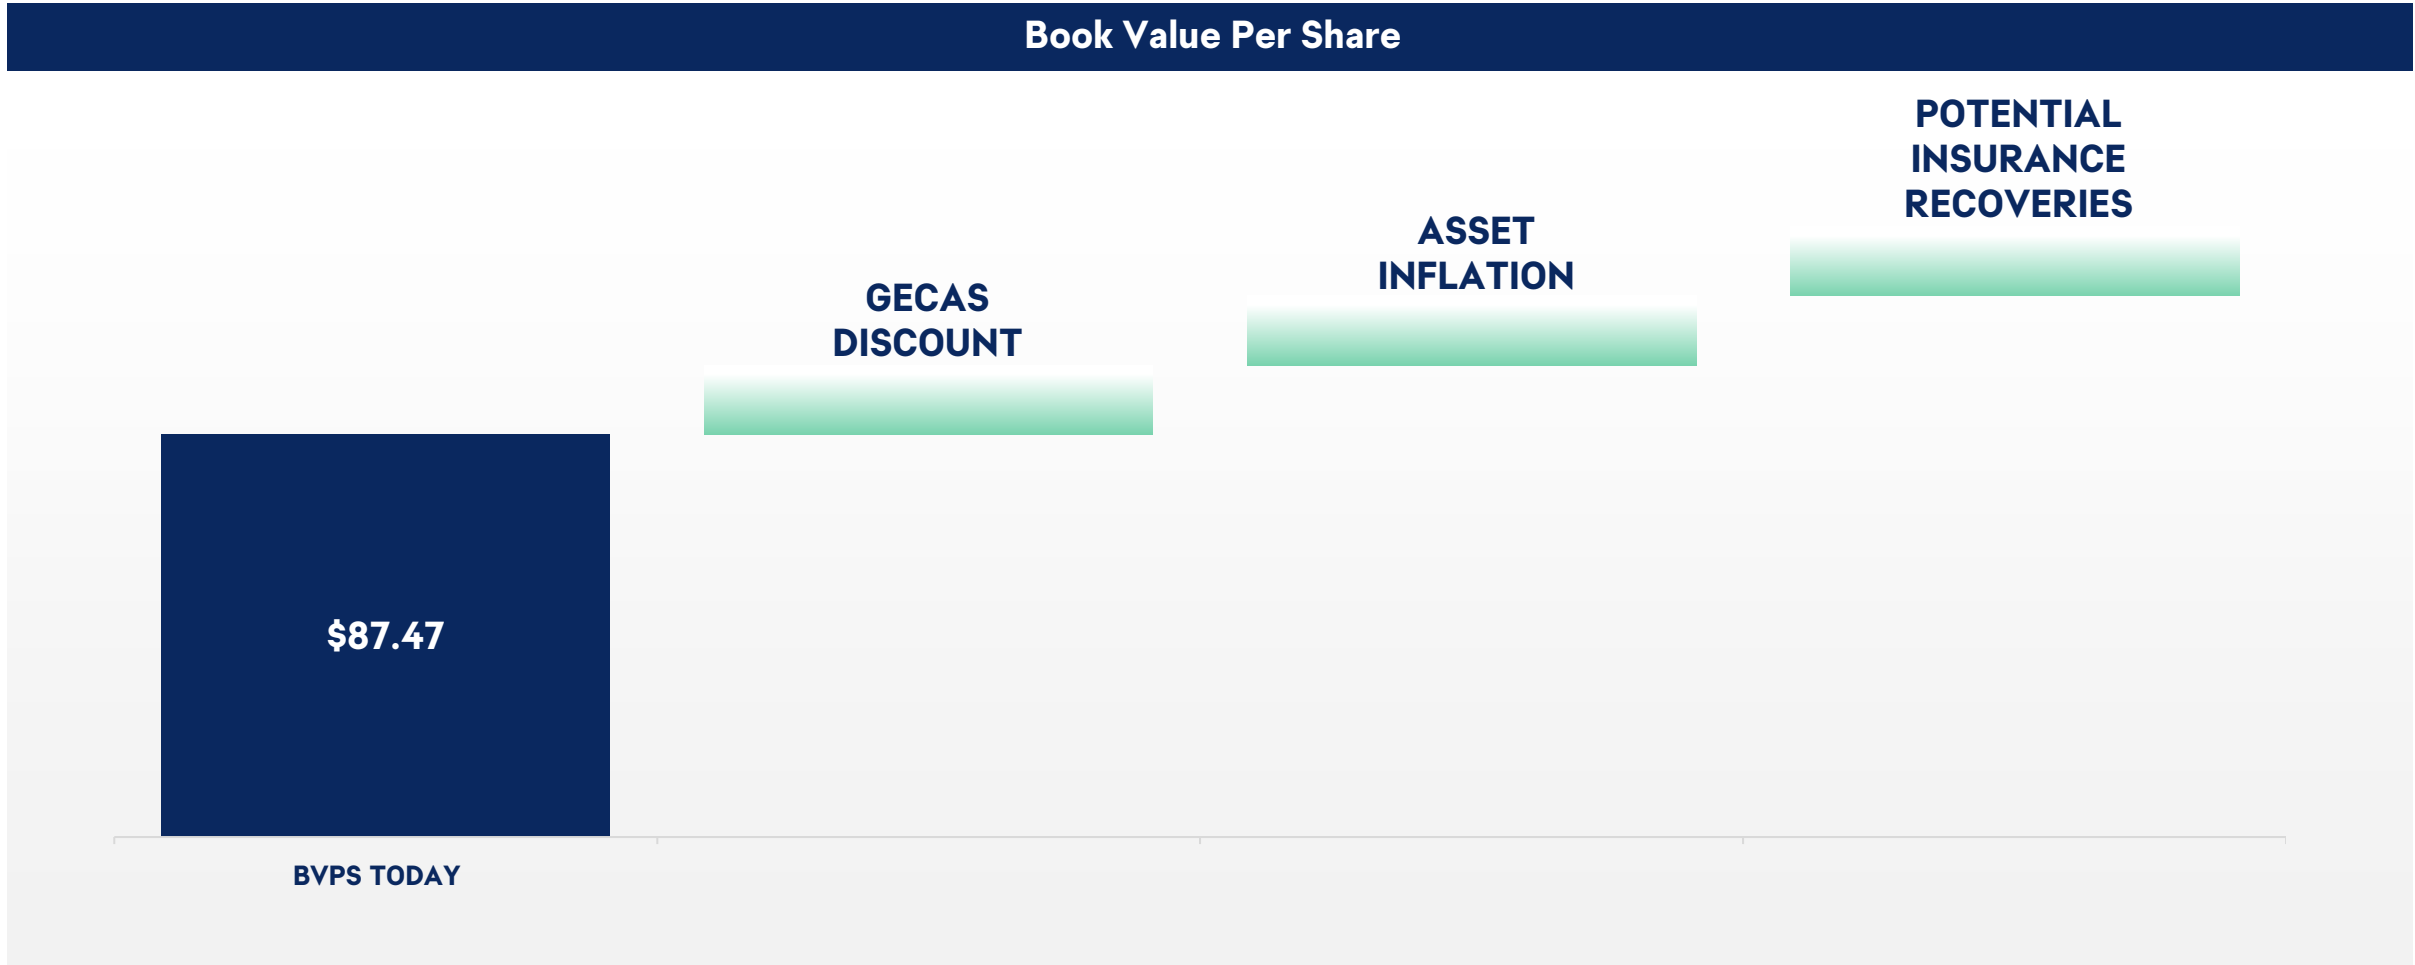 Book Value Per Share
POTENTIAL
INSURANCE
RECOVERIES
ASSET
INFLATION
GECAS
DISCOUNT
$87.47
BVPS TODAY